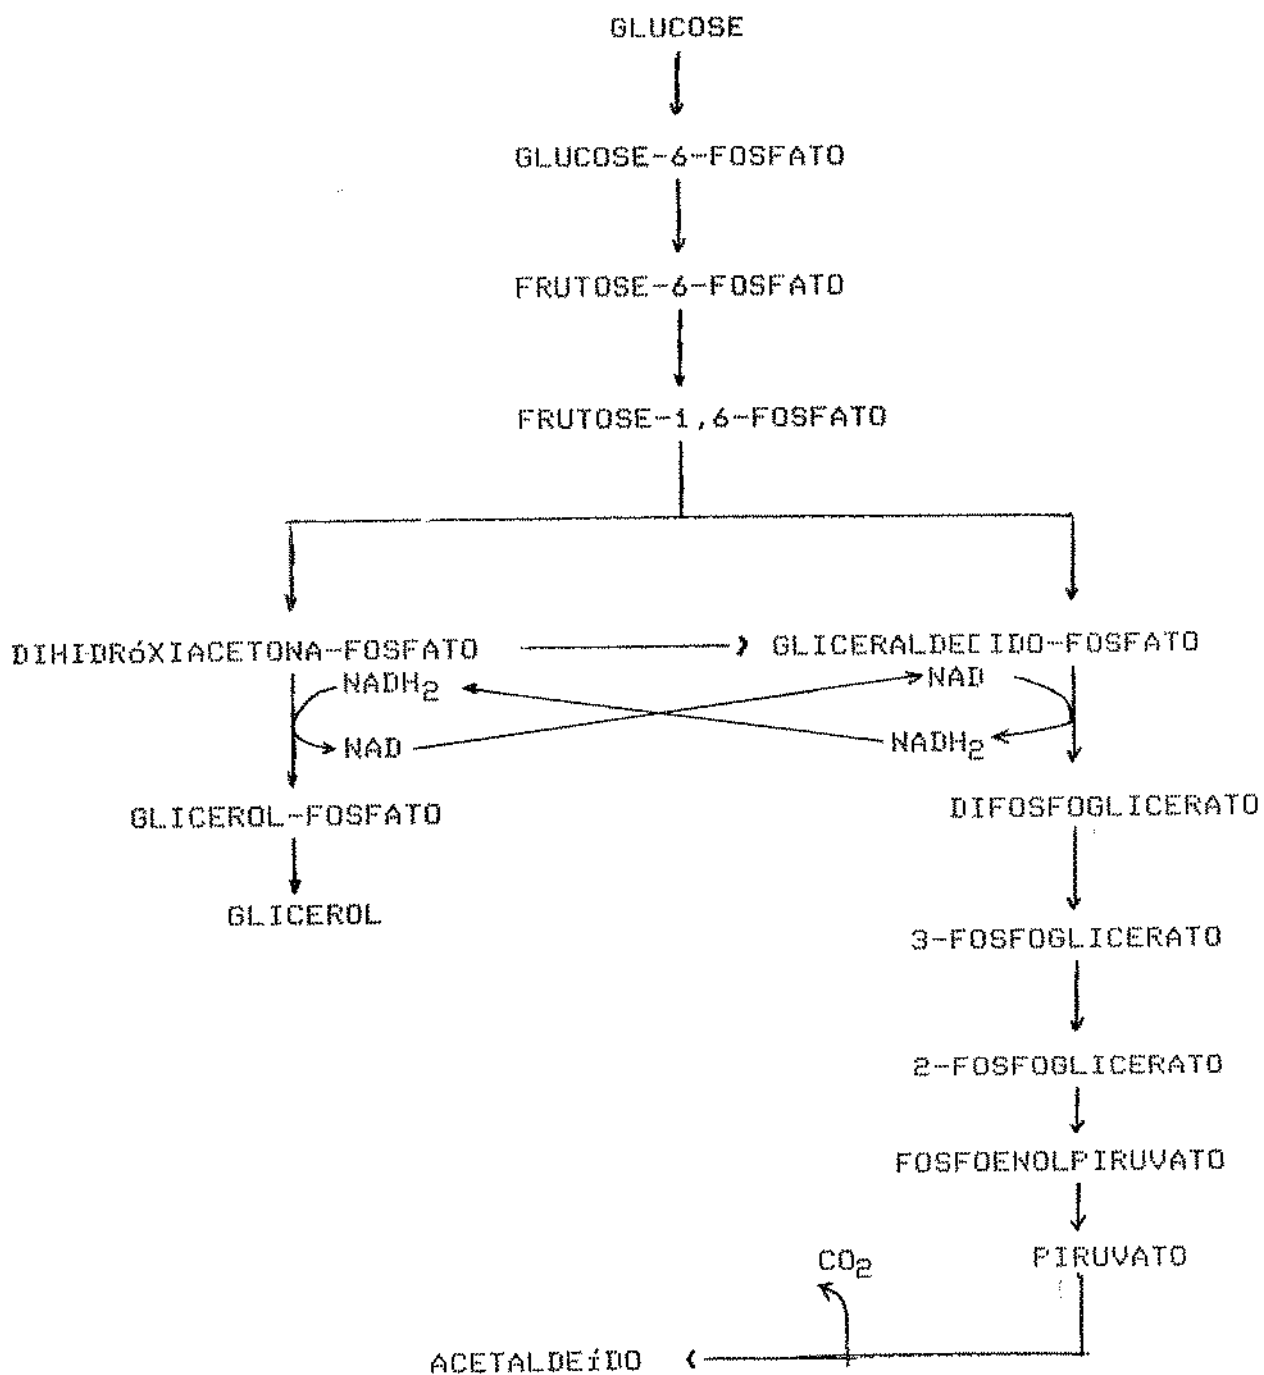 GLUCOSE
GLUCOSE-6-FOSFATO
FRUTOSE-6-FOSFATO
FRUTOSE-1,6-FOSFATO
DIHIDRóXIACETONA-FOSFATO GLICERALDEIDO-FOSFATO
NADH2 NAD
NAD NADH2
GLICEROL-FOSFATO DIFOSFOGLICERATO
GLICEROL
3-FOSFOGLICERATO
2-FOSFOGLICERATO
FOSFOENOLPIRUVATO
CO2 PIRUVATO
ACETALDEíDO